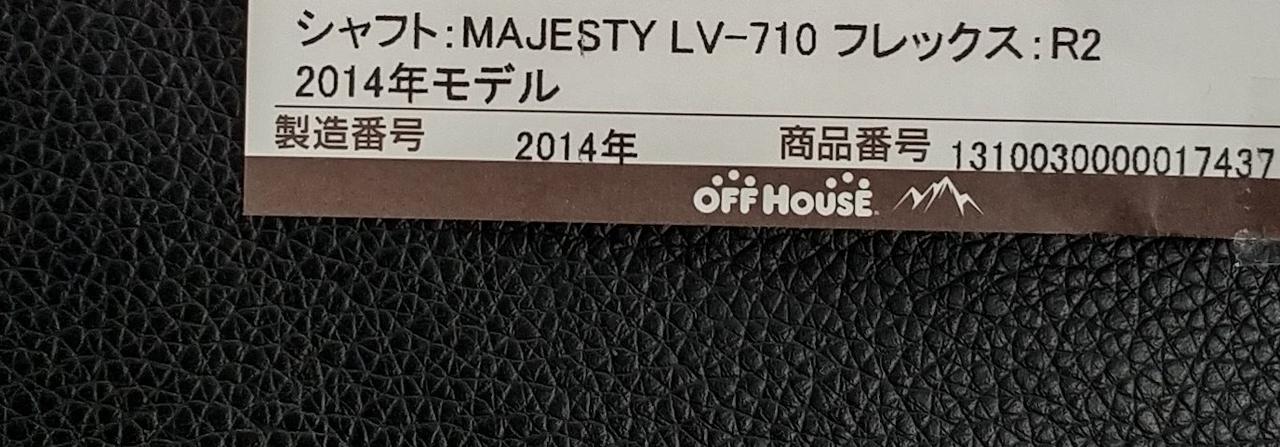 シャフト:MAJESTY LV-710 フレックス:R2
2014年モデル
製造番号 2014年 商品番号 1310030000017437
OFF HOUSE